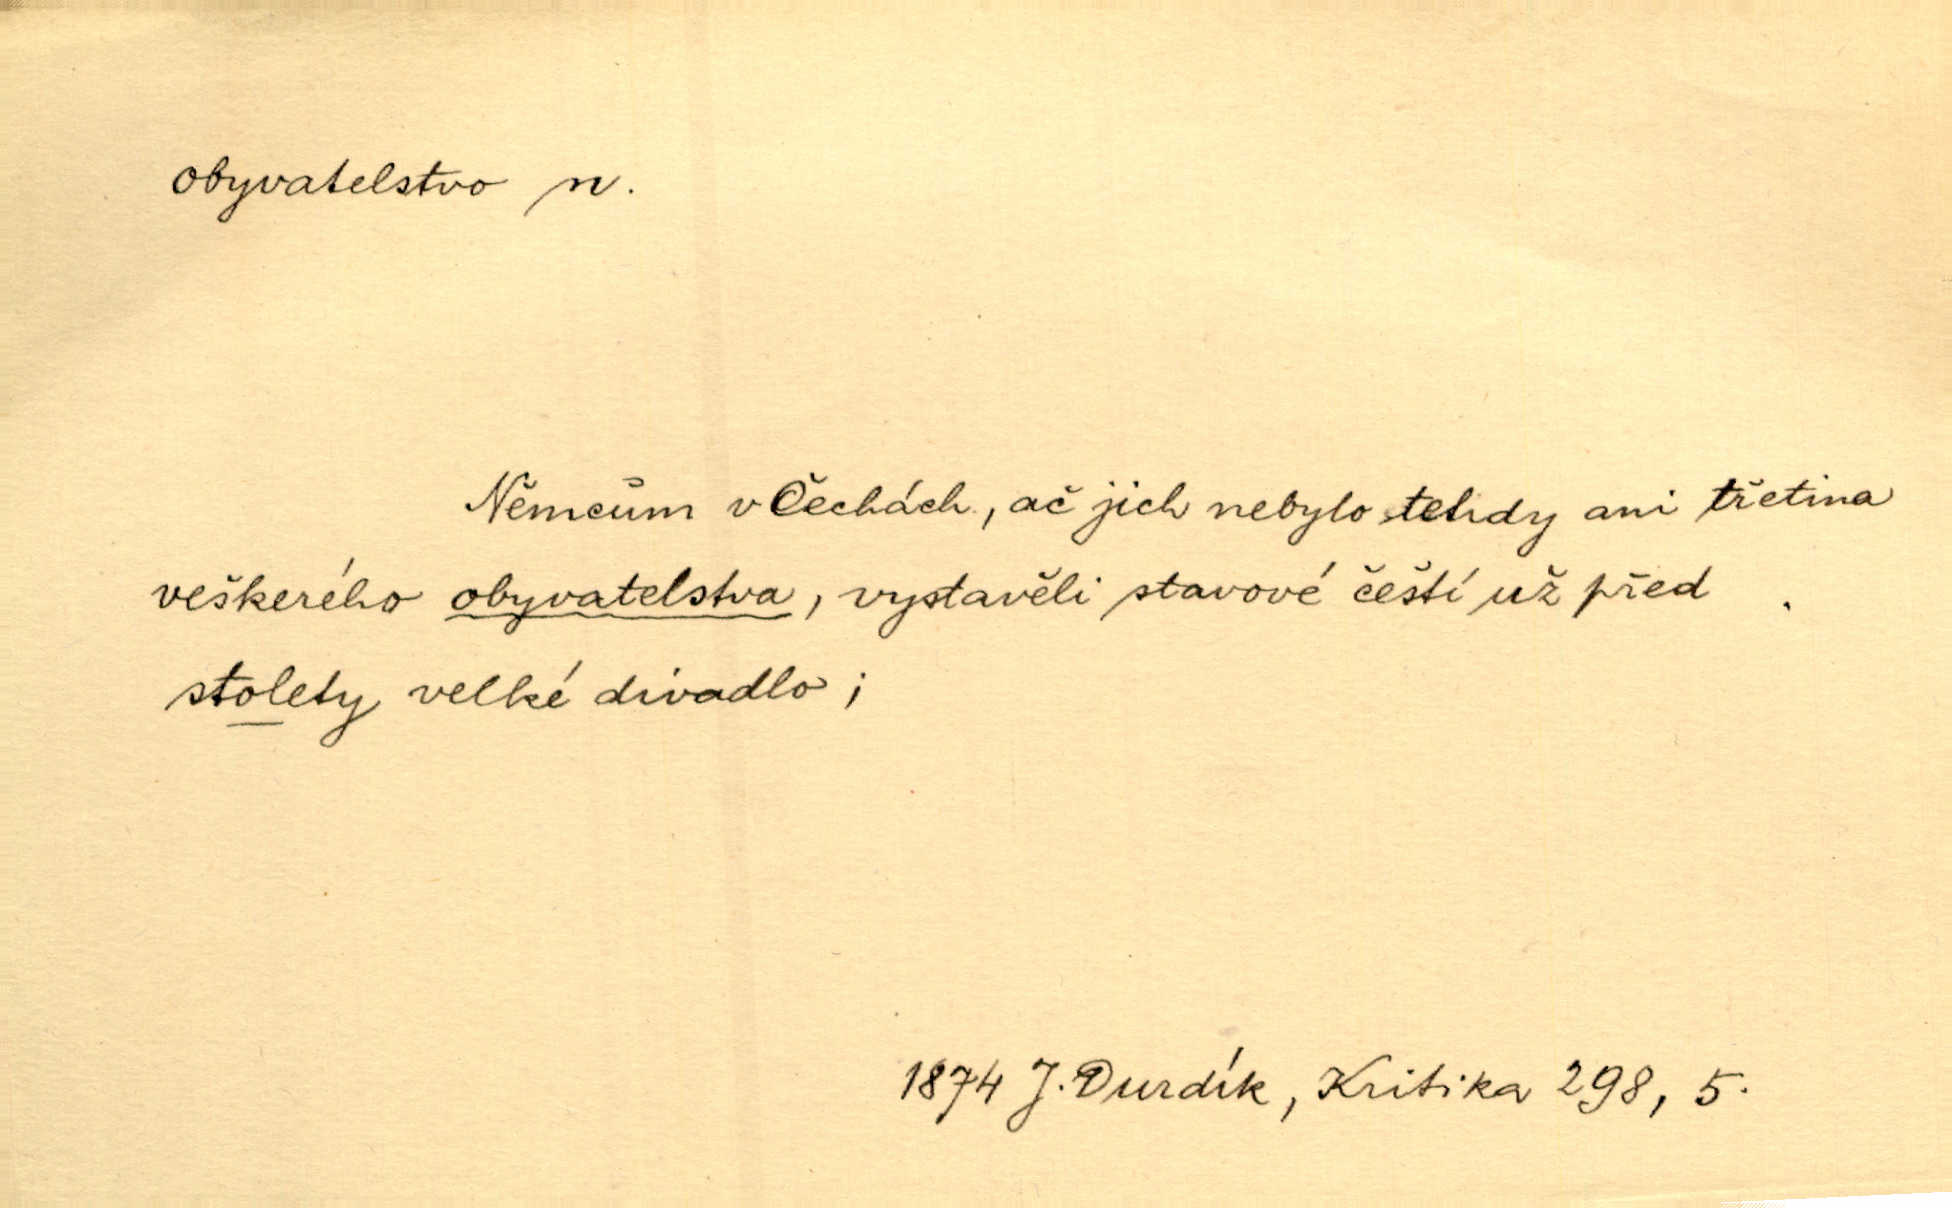 obyvatelstvo n.
Němcům v Čechách, ač jich nebylo tehdy ani třetina
veškerého obyvatelstva, vystavěli stavové čeští už před
stolety velké divadlo;
1874 J. Durdík, Kritika 298, 5.